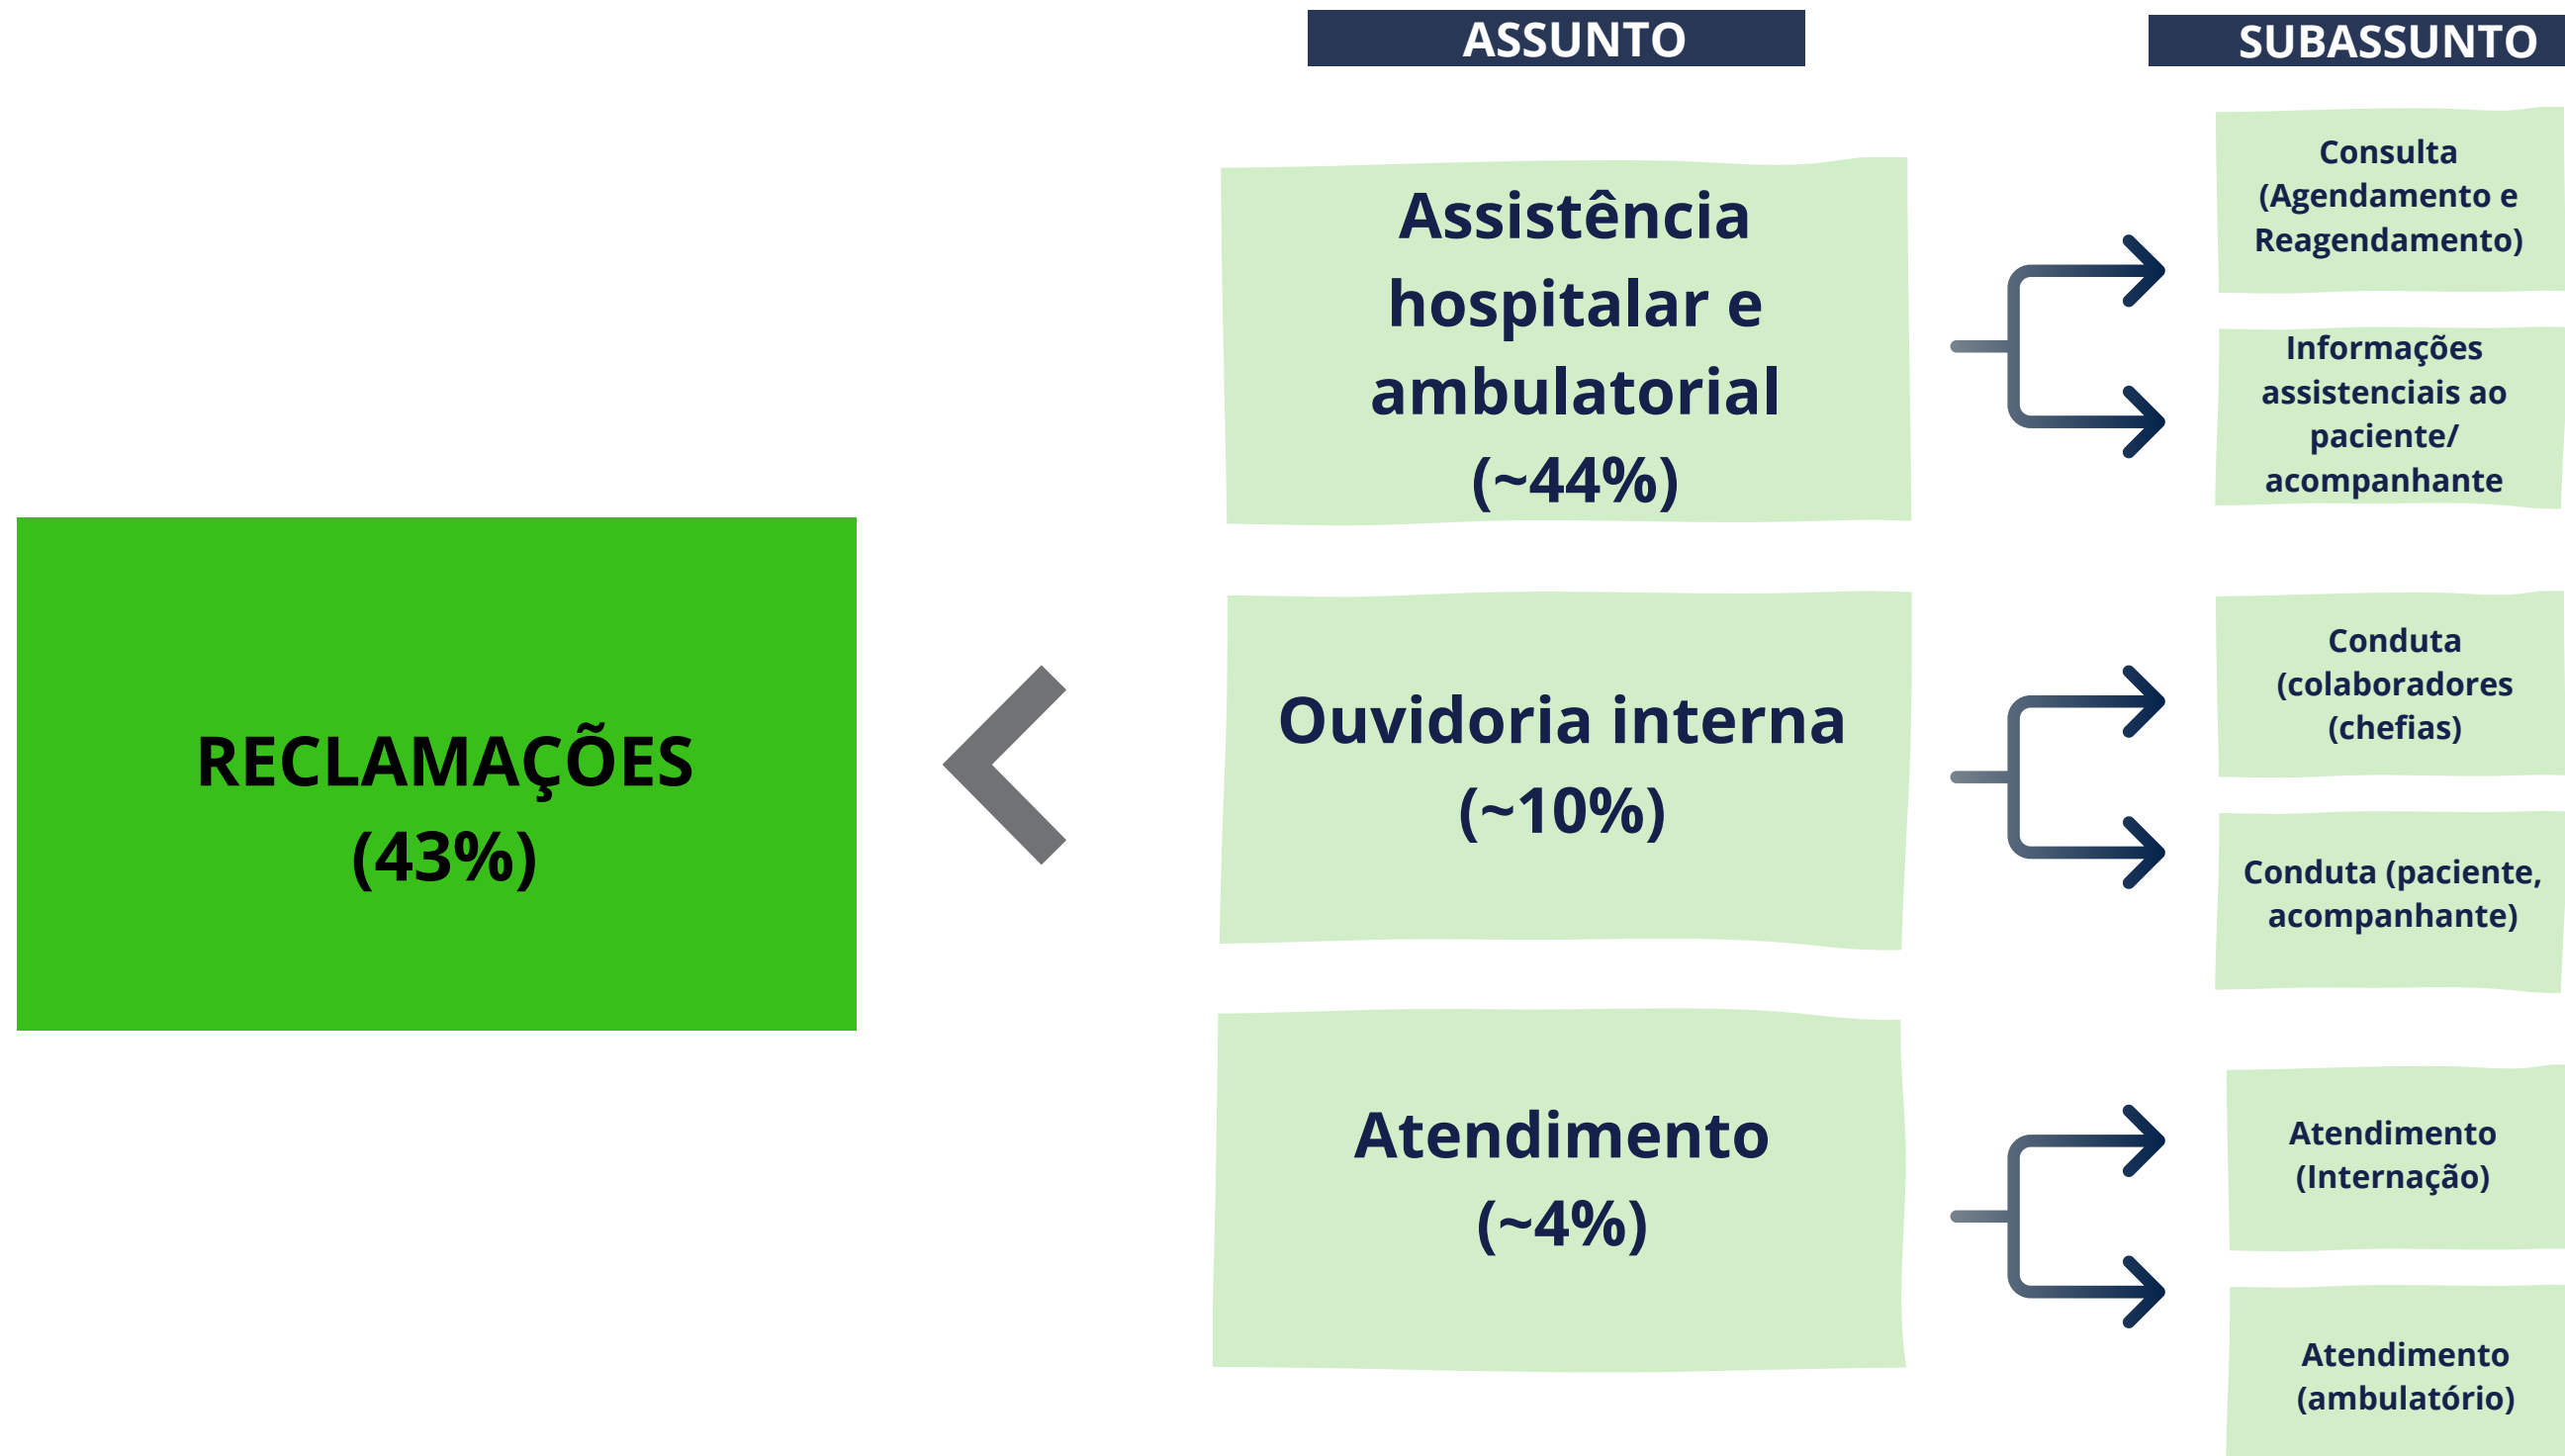 ASSUNTO
SUBASSUNTO
RECLAMAÇÕES
(43%)
Assistência
hospitalar e
ambulatorial
(~44%)
Consulta
(Agendamento e
Reagendamento)
Informações
assistenciais ao
paciente/
acompanhante
Ouvidoria interna
(~10%)
Conduta
(colaboradores
(chefias)
Conduta (paciente,
acompanhante)
Atendimento
(~4%)
Atendimento
(Internação)
Atendimento
(ambulatório)